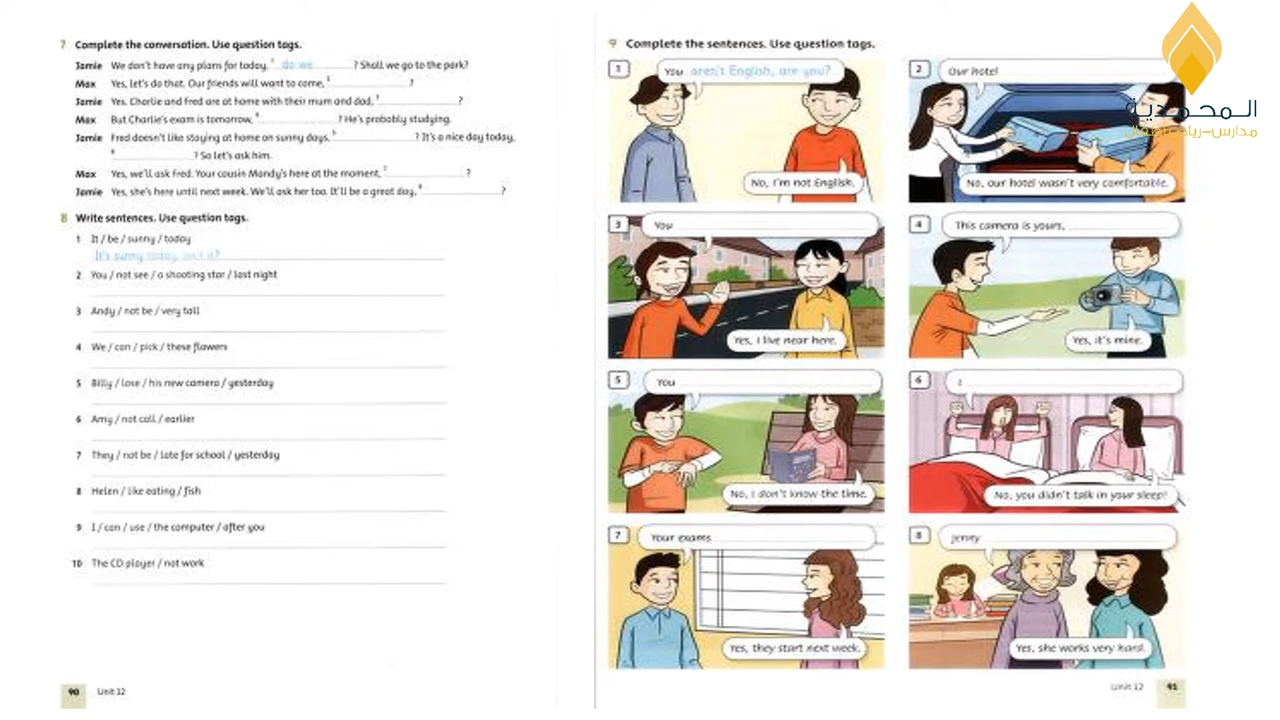 7 Complete the conversation. Use question tags.
Jamie We don't have any plans for today, 1 do we ? Shall we go to the park?
Max Yes, let's do that. Our friends will want to come, 2 ?
Jamie Yes. Charlie and Fred are at home with their mum and dad, 3 ?
Max But Charlie's exam is tomorrow, 4 ? He's probably studying.
Jamie Fred doesn't like staying at home on sunny days, 5 ? It's a nice day today,
6 ? So let's ask him.
Max Yes, we'll ask Fred. Your cousin Mandy's here at the moment, 7 ?
Jamie Yes, she's here until next week. We'll ask her too. It'll be a great day, 8 ?
8 Write sentences. Use question tags.
1 It / be / sunny / today
It's sunny today, isn't it?
2 You / not see / a shooting star / last night
3 Andy / not be / very tall
4 We / can / pick / these flowers
5 Billy / lose / his new camera / yesterday
6 Amy / not call / earlier
7 They / not be / late for school / yesterday
8 Helen / like eating / fish
9 I / can / use / the computer / after you
10 The CD player / not work
90 Unit 12
9 Complete the sentences. Use question tags.
1 You aren't English, are you?
No, I'm not English.
2 Our hotel
No, our hotel wasn't very comfortable.
3 You
Yes, I live near here.
4 This camera is yours,
Yes, it's mine.
5 You
No, I don't know the time.
6 I
No, you didn't talk in your sleep!
7 Your exams
Yes, they start next week.
8 Jenny
Yes, she works very hard.
Unit 12 91
المحمدية